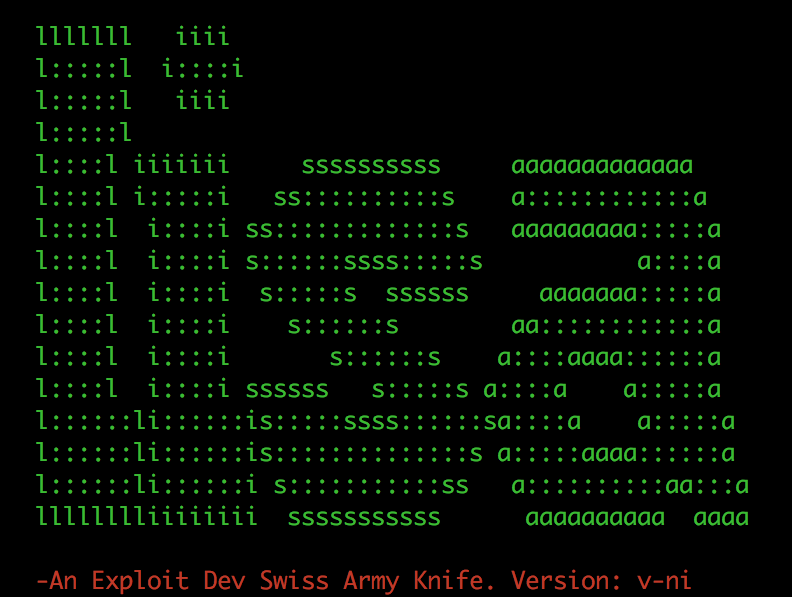 lllllll   iiii
l:::::l  i::::i
l:::::l   iiii
l:::::l
l::::l iiiiiii     ssssssssss     aaaaaaaaaaaaa
l::::l i:::::i   ss::::::::::s    a::::::::::::a
l::::l  i::::i ss:::::::::::::s   aaaaaaaaa:::::a
l::::l  i::::i s::::::ssss:::::s           a::::a
l::::l  i::::i  s:::::s  ssssss     aaaaaaa:::::a
l::::l  i::::i    s::::::s        aa::::::::::::a
l::::l  i::::i       s::::::s    a::::aaaa::::::a
l::::l  i::::i ssssss   s:::::s a::::a    a:::::a
l::::::li::::::is:::::ssss::::::sa::::a    a:::::a
l::::::li::::::is::::::::::::::s a:::::aaaa::::::a
l::::::li::::::i s:::::::::::ss   a::::::::::aa:::a
lllllllliiiiiiii  sssssssssss      aaaaaaaaaa  aaaa
-An Exploit Dev Swiss Army Knife. Version: v-ni